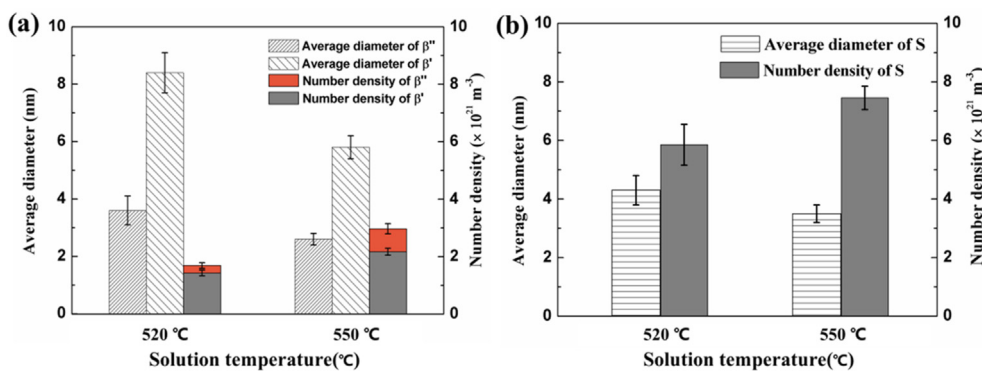 (a)
10
8
6
4
2
0
Average diameter (nm)
Average diameter of β"
Average diameter of β'
Number density of β"
Number density of β'
10
8
6
4
2
0
Number density (× 10²¹ m⁻³)
520 ℃
550 ℃
Solution temperature(℃)
(b)
10
8
6
4
2
0
Average diameter (nm)
Average diameter of S
Number density of S
10
8
6
4
2
0
Number density (× 10²¹ m⁻³)
520 ℃
550 ℃
Solution temperature(℃)